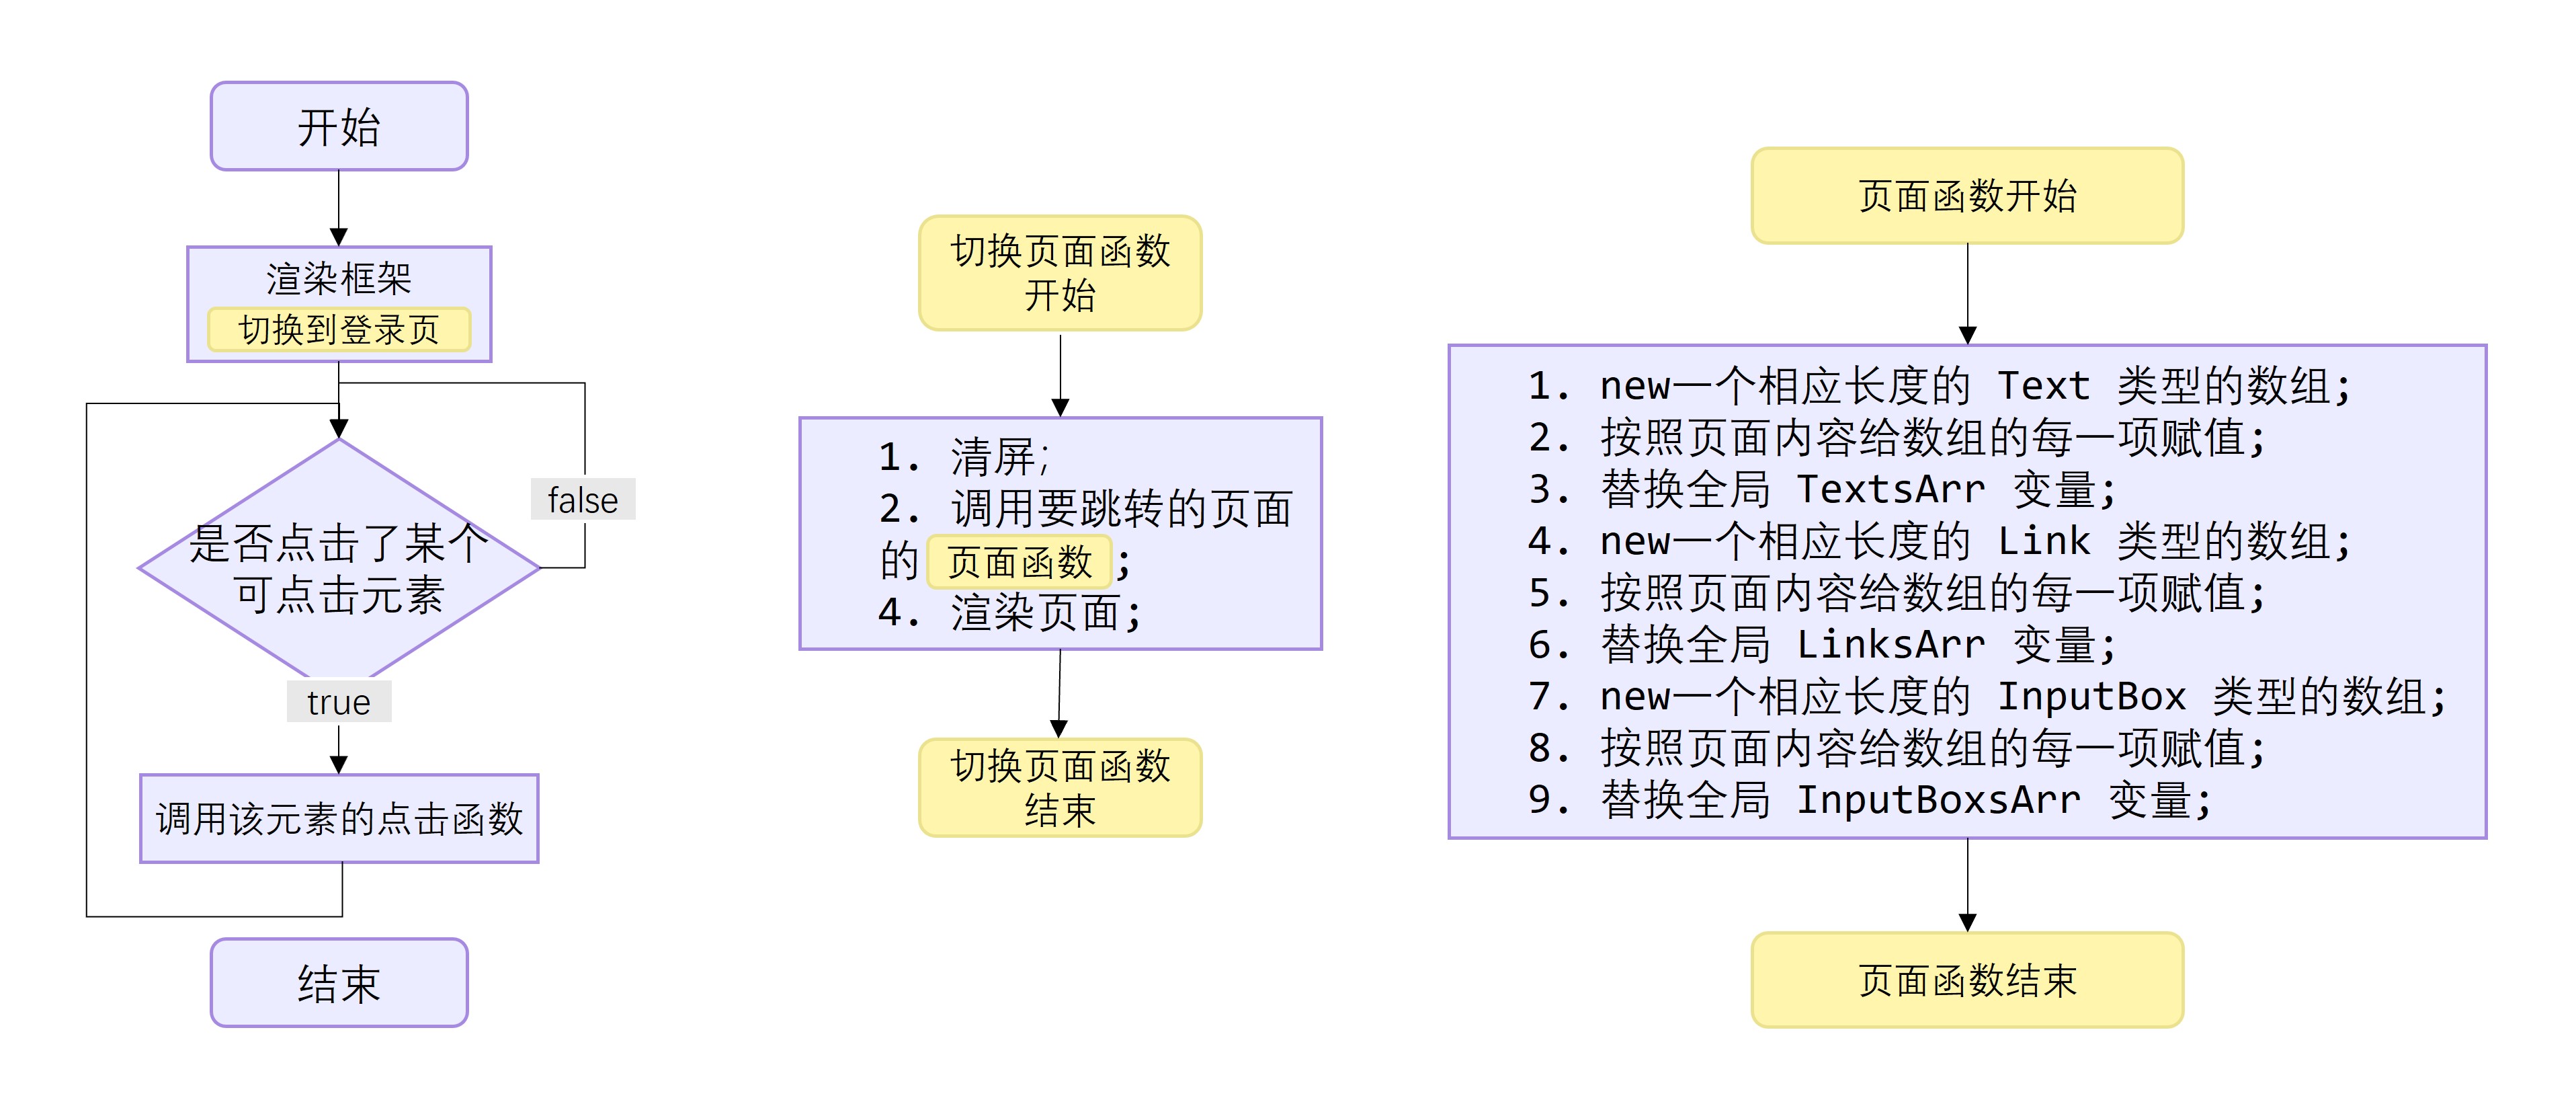 开始
渲染框架
切换到登录页
false
是否点击了某个
可点击元素
true
调用该元素的点击函数
结束
切换页面函数
开始
1. 清屏;
2. 调用要跳转的页面
的 页面函数 ;
4. 渲染页面;
切换页面函数
结束
页面函数开始
1. new一个相应长度的 Text 类型的数组;
2. 按照页面内容给数组的每一项赋值;
3. 替换全局 TextsArr 变量;
4. new一个相应长度的 Link 类型的数组;
5. 按照页面内容给数组的每一项赋值;
6. 替换全局 LinksArr 变量;
7. new一个相应长度的 InputBox 类型的数组;
8. 按照页面内容给数组的每一项赋值;
9. 替换全局 InputBoxsArr 变量;
页面函数结束